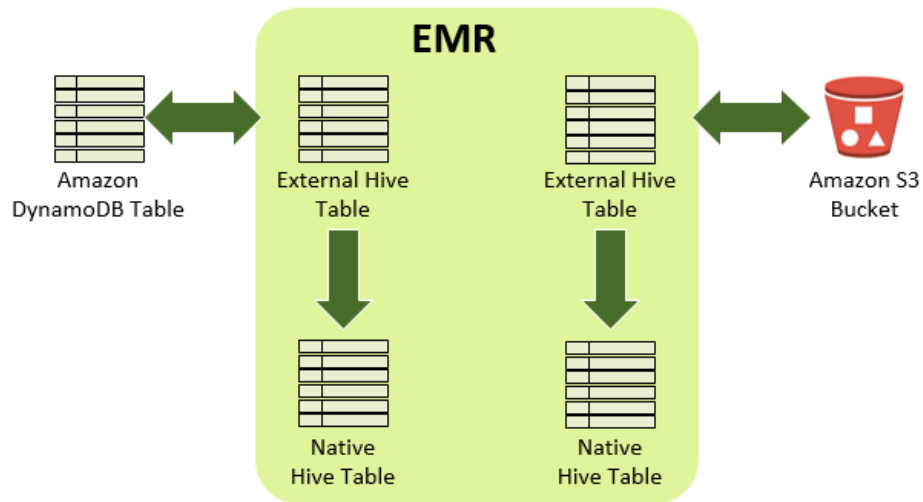 EMR
Amazon
DynamoDB Table
External Hive
Table
External Hive
Table
Amazon S3
Bucket
Native
Hive Table
Native
Hive Table